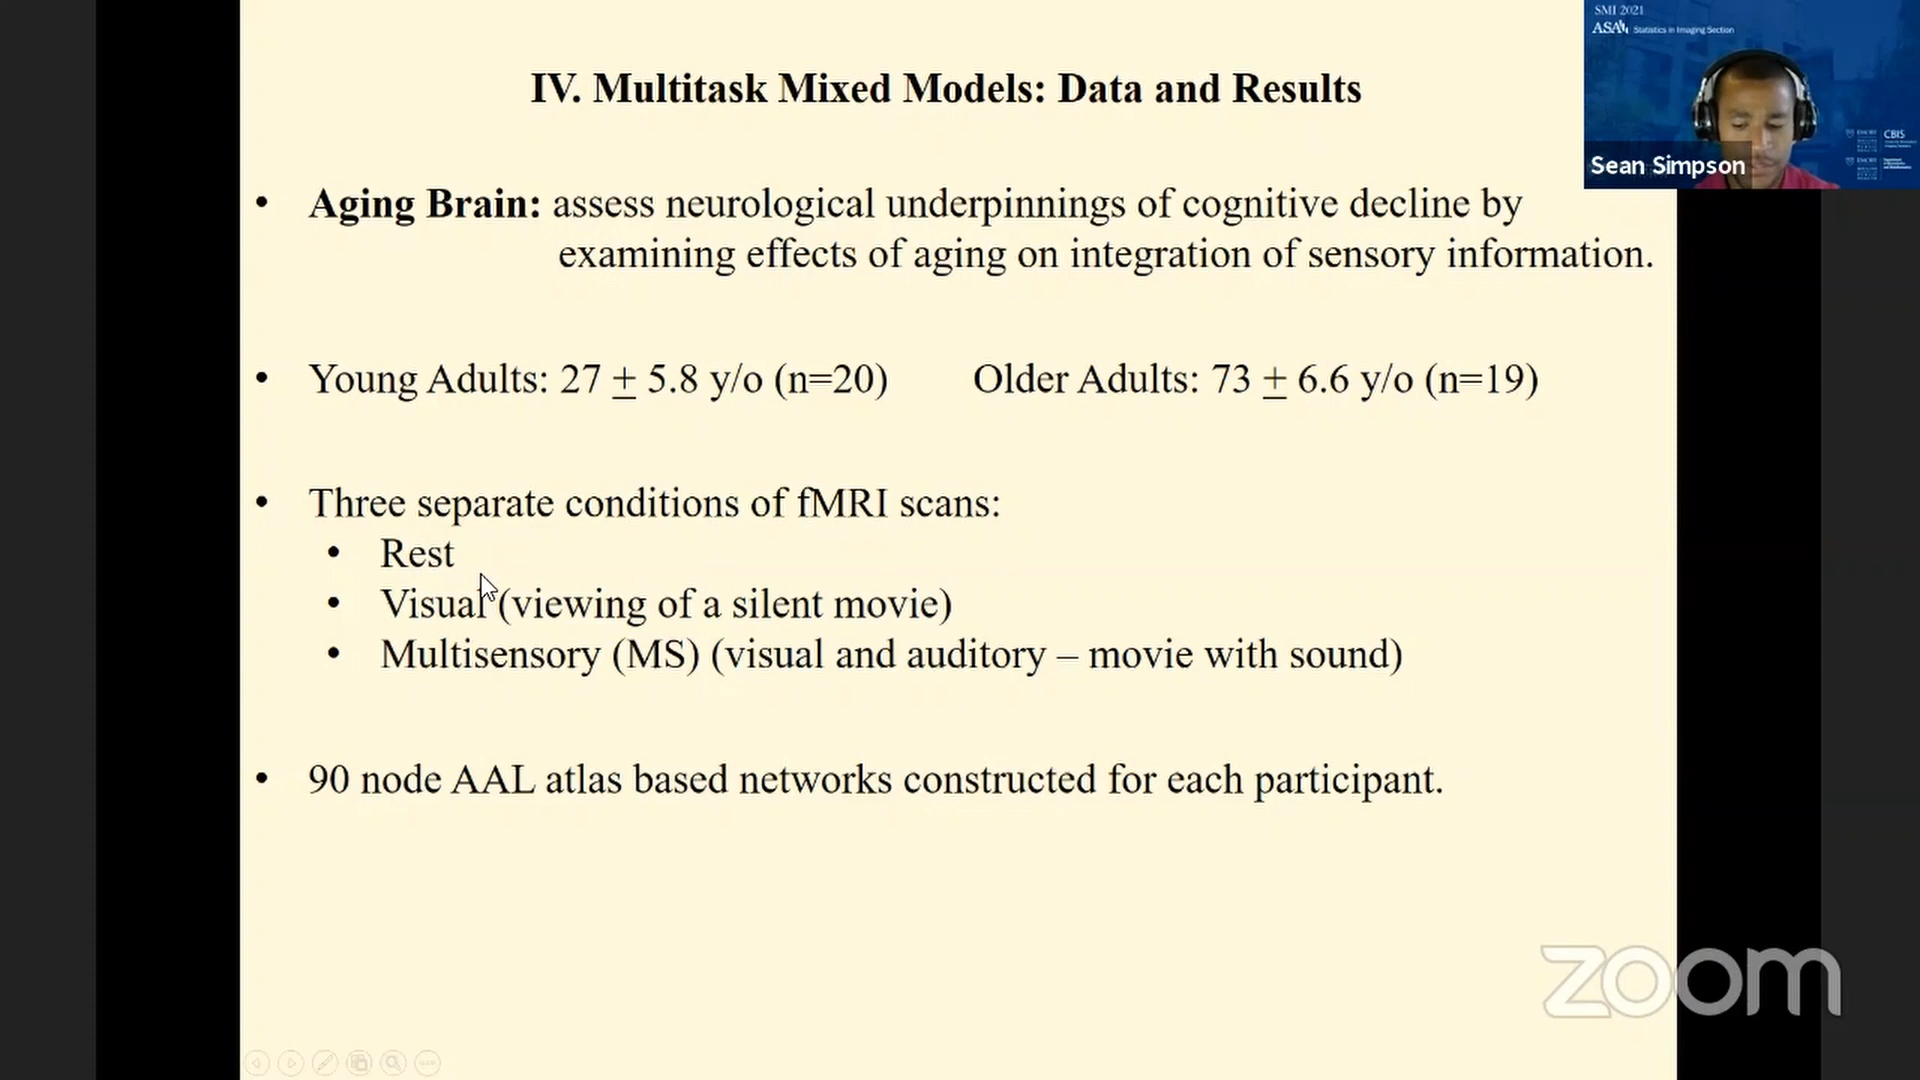 IV. Multitask Mixed Models: Data and Results
• Aging Brain: assess neurological underpinnings of cognitive decline by
examining effects of aging on integration of sensory information.
• Young Adults: 27 ± 5.8 y/o (n=20) Older Adults: 73 ± 6.6 y/o (n=19)
• Three separate conditions of fMRI scans:
• Rest
• Visual (viewing of a silent movie)
• Multisensory (MS) (visual and auditory – movie with sound)
• 90 node AAL atlas based networks constructed for each participant.
SMI 2021
ASA Statistics in Imaging Section
CBIS
Sean Simpson
zoom